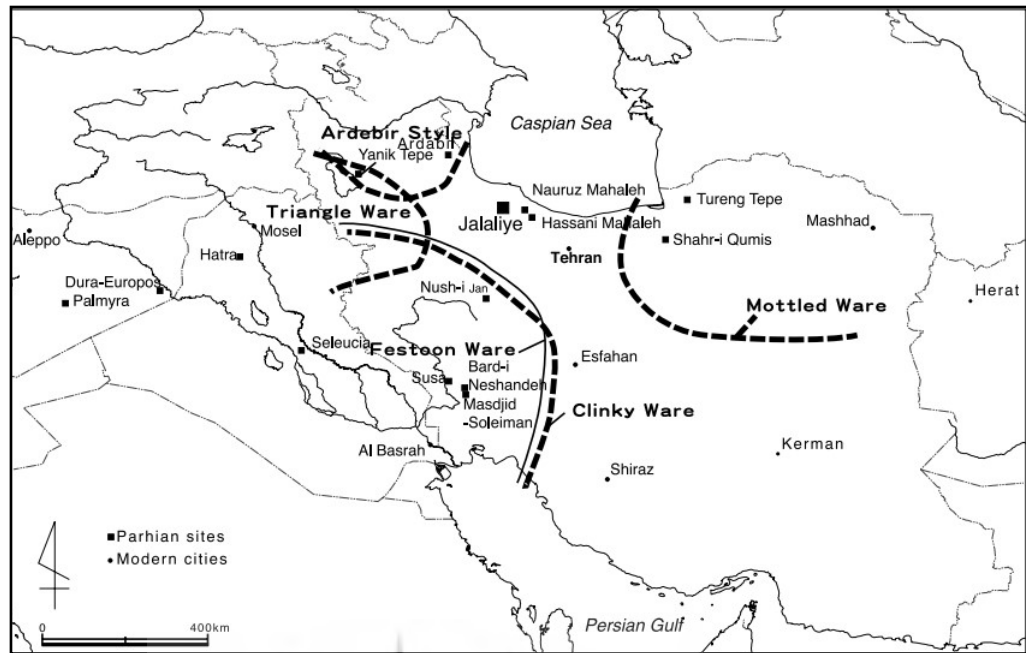 Caspian Sea
Ardebir Style
Ardabil
Yanik Tepe
Nauruz Mahaleh
Tureng Tepe
Triangle Ware
Jalaliye
Hassani Mahaleh
Mashhad
Mosel
Aleppo
Shahr-i Qumis
Hatra
Tehran
Dura-Europos
Nush-i Jan
Herat
Palmyra
Mottled Ware
Seleucia
Festoon Ware
Esfahan
Bard-i
Susa
Neshandeh
Masdjid
-Soleiman
Clinky Ware
Al Basrah
Kerman
Shiraz
Parhian sites
Modern cities
0
400km
Persian Gulf